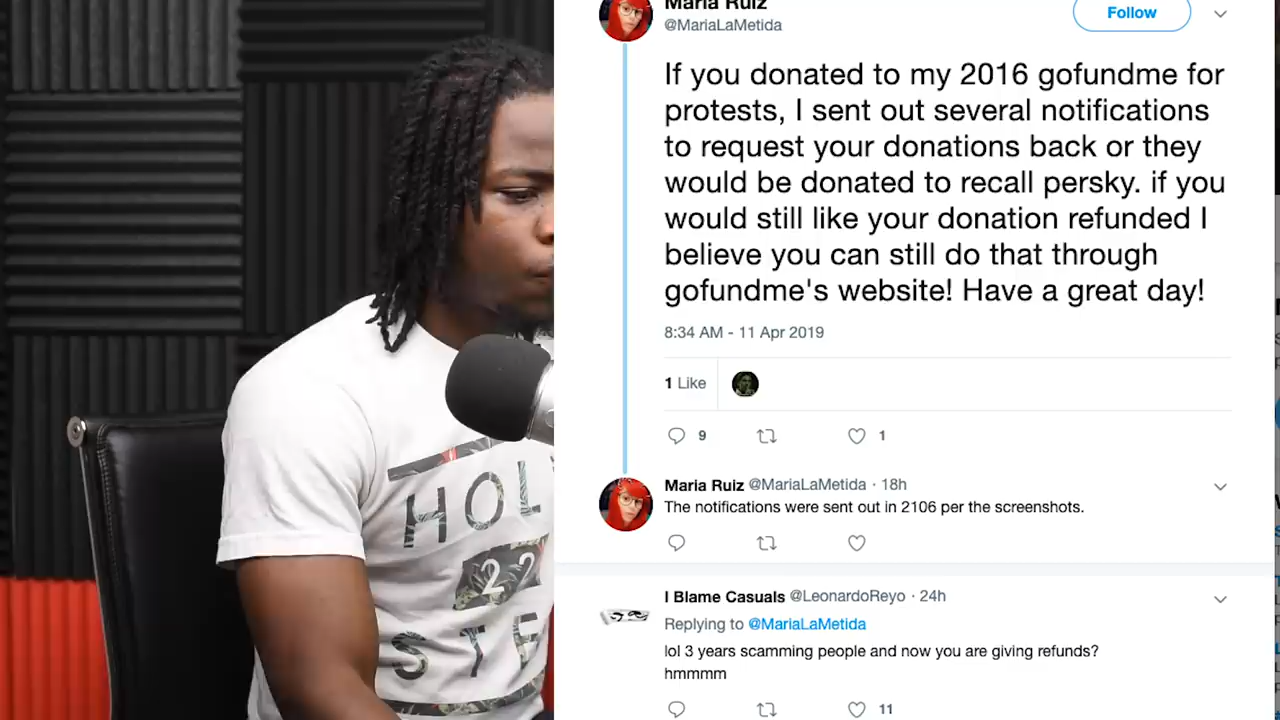 Maria Ruiz
@MariaLaMetida
Follow
If you donated to my 2016 gofundme for
protests, I sent out several notifications
to request your donations back or they
would be donated to recall persky. if you
would still like your donation refunded I
believe you can still do that through
gofundme's website! Have a great day!
8:34 AM - 11 Apr 2019
1 Like
9
1
Maria Ruiz @MariaLaMetida · 18h
The notifications were sent out in 2106 per the screenshots.
I Blame Casuals @LeonardoReyo · 24h
Replying to @MariaLaMetida
lol 3 years scamming people and now you are giving refunds?
hmmmm
11
HOL
22
STE